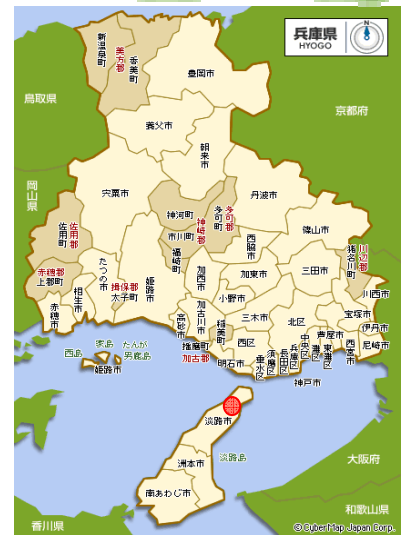 兵庫県
HYOGO
鳥取県
京都府
岡山県
大阪府
和歌山県
香川県
新温泉町
美方郡
香美町
豊岡市
養父市
朝来市
宍粟市
丹波市
神河町
神崎郡
市川町
福崎町
多可町
多可郡
佐用郡
佐用町
西脇市
篠山市
川辺郡
猪名川町
赤穂郡
上郡町
相生市
赤穂市
たつの市
揖保郡
太子町
姫路市
加西市
加東市
三田市
小野市
加古川市
高砂市
稲美町
播磨町
加古郡
三木市
北区
西区
明石市
垂水区
須磨区
長田区
兵庫区
中央区
灘区
東灘区
芦屋市
西宮市
宝塚市
川西市
伊丹市
尼崎市
神戸市
西島
家島
たんが
男鹿島
姫路市
淡路市
淡路島
洲本市
南あわじ市
© CyberMap Japan Corp.